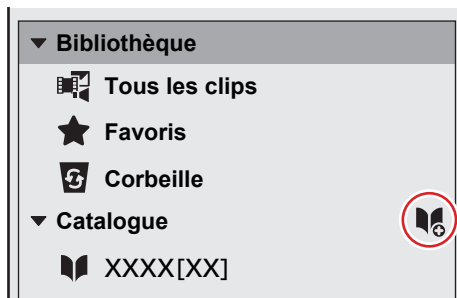 Bibliothèque
Tous les clips
Favoris
Corbeille
Catalogue
XXXX[XX]